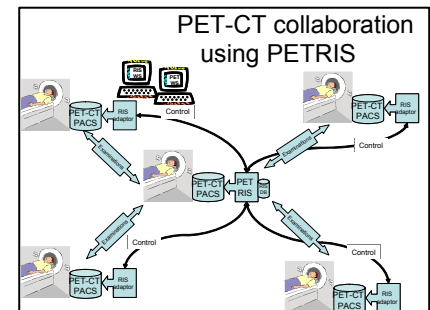 PET-CT collaboration
using PETRIS
RIS
WS
PET
WS
PET-CT
PACS
RIS
adaptor
Control
Examinations
PET-CT
PACS
RIS
adaptor
Control
Examinations
PET-CT
PACS
PET
RIS
DB
Examinations
Control
PET-CT
PACS
RIS
adaptor
Examinations
Control
PET-CT
PACS
RIS
adaptor